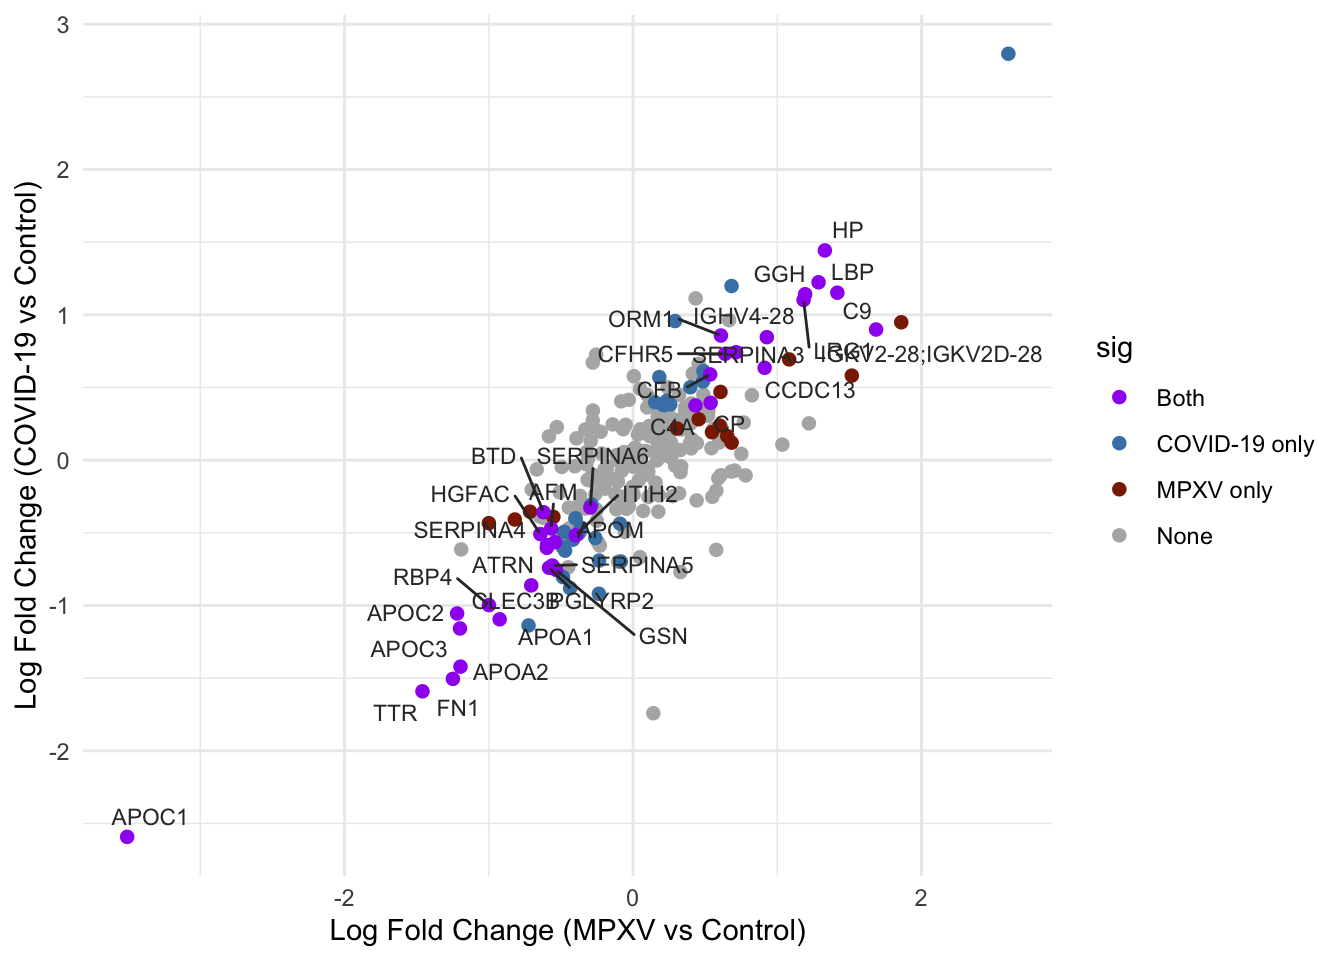 3
2
1
0
-1
-2
-2
0
2
Log Fold Change (COVID-19 vs Control)
Log Fold Change (MPXV vs Control)
HP
GGH
LBP
C9
ORM1
IGHV4-28
LRG1
CFHR5
SERPINA3
IGKV2-28;IGKV2D-28
CFB
CCDC13
C4A
CP
BTD
SERPINA6
HGFAC
AFM
ITIH2
SERPINA4
APOM
ATRN
SERPINA5
RBP4
CLEC3B
PGLYRP2
APOC2
APOA1
GSN
APOC3
APOA2
TTR
FN1
APOC1
sig
Both
COVID-19 only
MPXV only
None